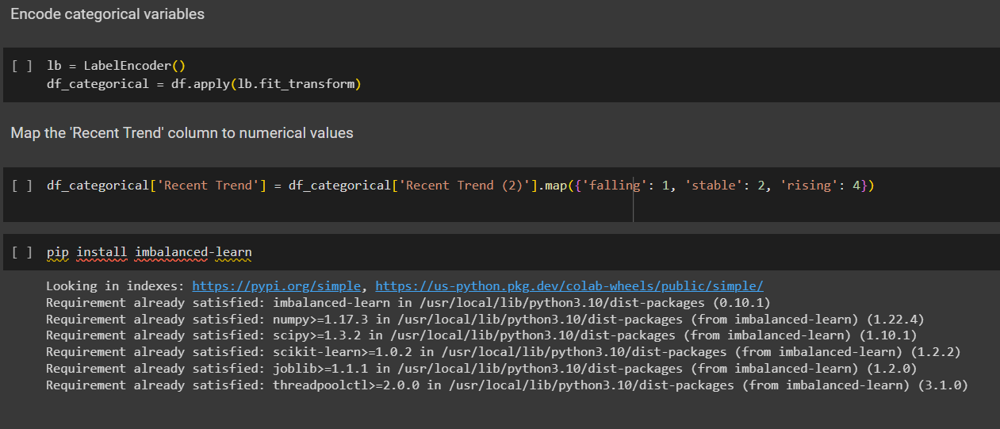 Encode categorical variables
[ ] lb = LabelEncoder()
df_categorical = df.apply(lb.fit_transform)
Map the 'Recent Trend' column to numerical values
[ ] df_categorical['Recent Trend'] = df_categorical['Recent Trend (2)'].map({'falling': 1, 'stable': 2, 'rising': 4})
[ ] pip install imbalanced-learn
Looking in indexes: https://pypi.org/simple, https://us-python.pkg.dev/colab-wheels/public/simple/
Requirement already satisfied: imbalanced-learn in /usr/local/lib/python3.10/dist-packages (0.10.1)
Requirement already satisfied: numpy>=1.17.3 in /usr/local/lib/python3.10/dist-packages (from imbalanced-learn) (1.22.4)
Requirement already satisfied: scipy>=1.3.2 in /usr/local/lib/python3.10/dist-packages (from imbalanced-learn) (1.10.1)
Requirement already satisfied: scikit-learn>=1.0.2 in /usr/local/lib/python3.10/dist-packages (from imbalanced-learn) (1.2.2)
Requirement already satisfied: joblib>=1.1.1 in /usr/local/lib/python3.10/dist-packages (from imbalanced-learn) (1.2.0)
Requirement already satisfied: threadpoolctl>=2.0.0 in /usr/local/lib/python3.10/dist-packages (from imbalanced-learn) (3.1.0)